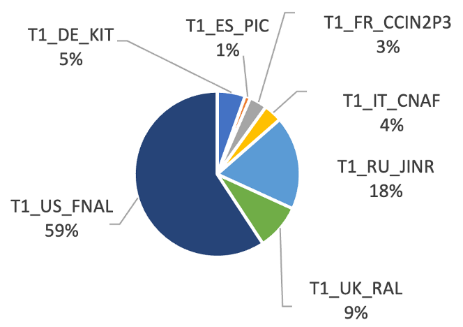 T1_DE_KIT
5%
T1_ES_PIC
1%
T1_FR_CCIN2P3
3%
T1_IT_CNAF
4%
T1_RU_JINR
18%
T1_UK_RAL
9%
T1_US_FNAL
59%